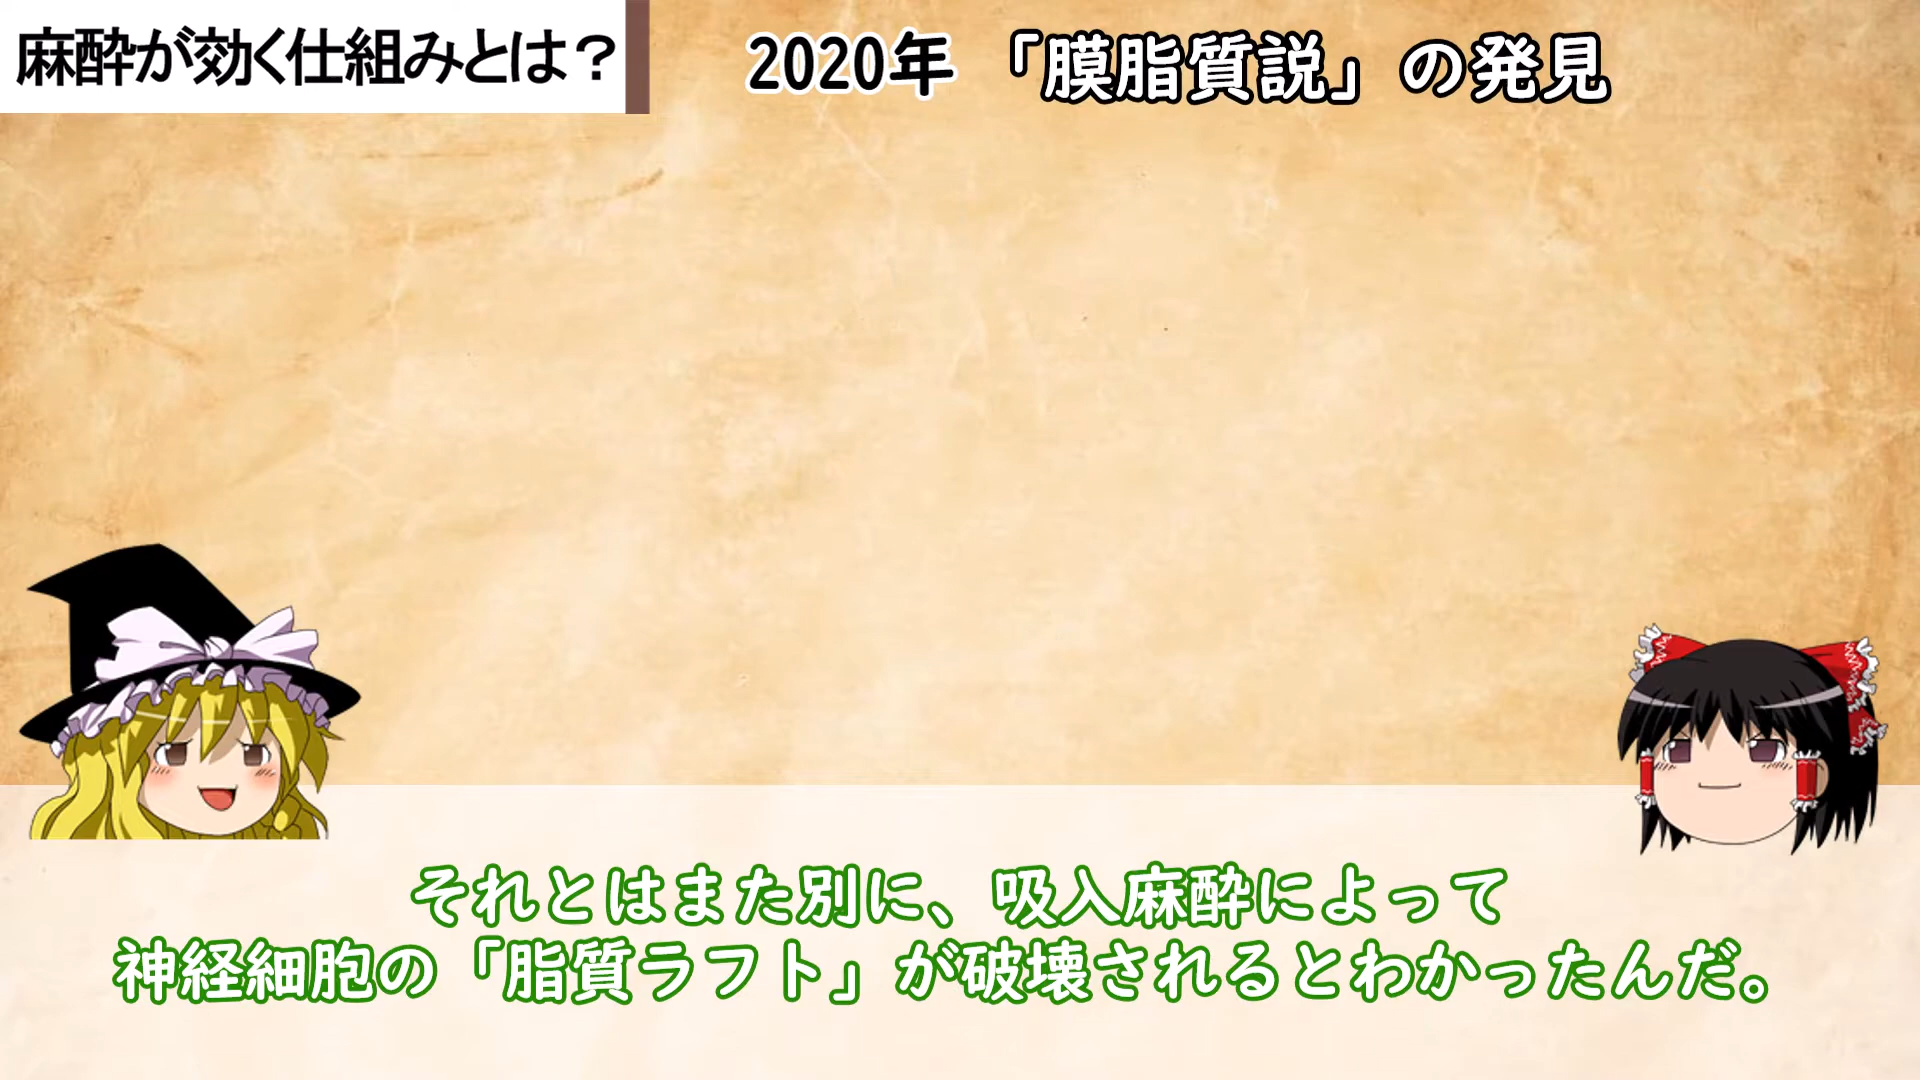 麻酔が効く仕組みとは？
2020年 「膜脂質説」の発見
それとはまた別に、吸入麻酔によって
神経細胞の「脂質ラフト」が破壊されるとわかったんだ。